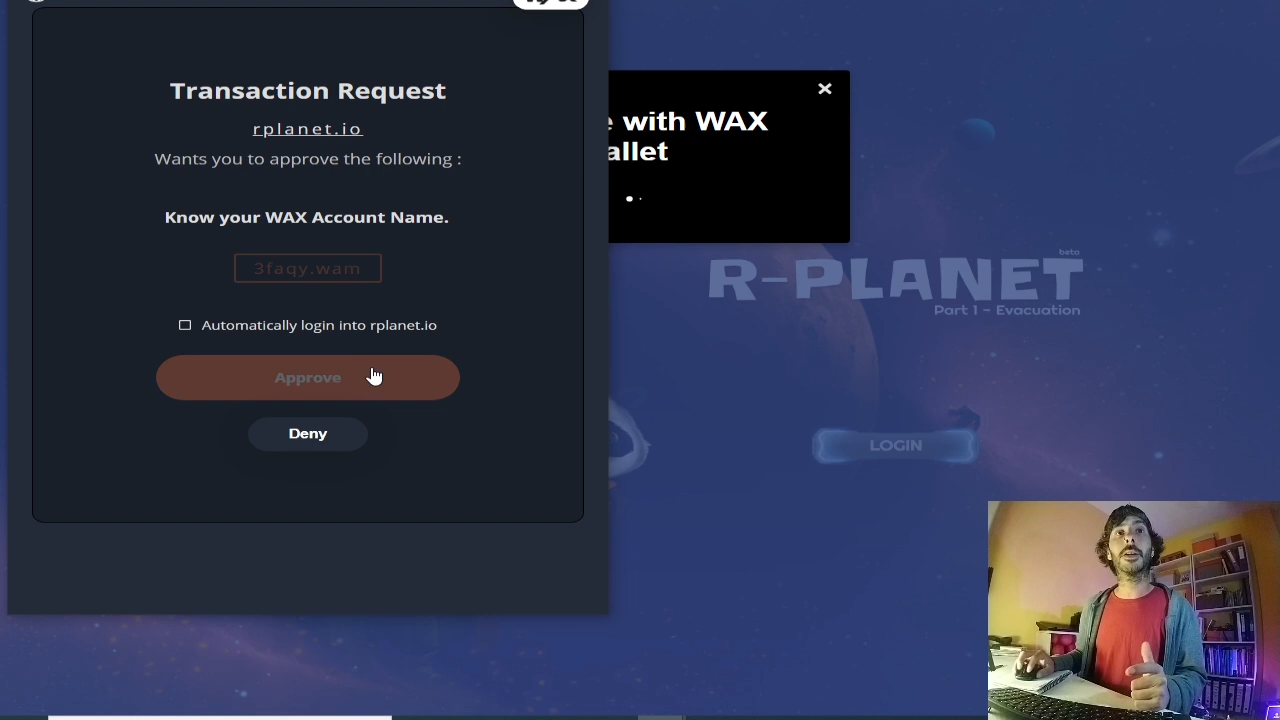 Transaction Request
rplanet.io
Wants you to approve the following :
Know your WAX Account Name.
3faqy.wam
Automatically login into rplanet.io
Approve
Deny
with WAX
allet
R-PLANET
beta
Part 1 - Evacuation
LOGIN